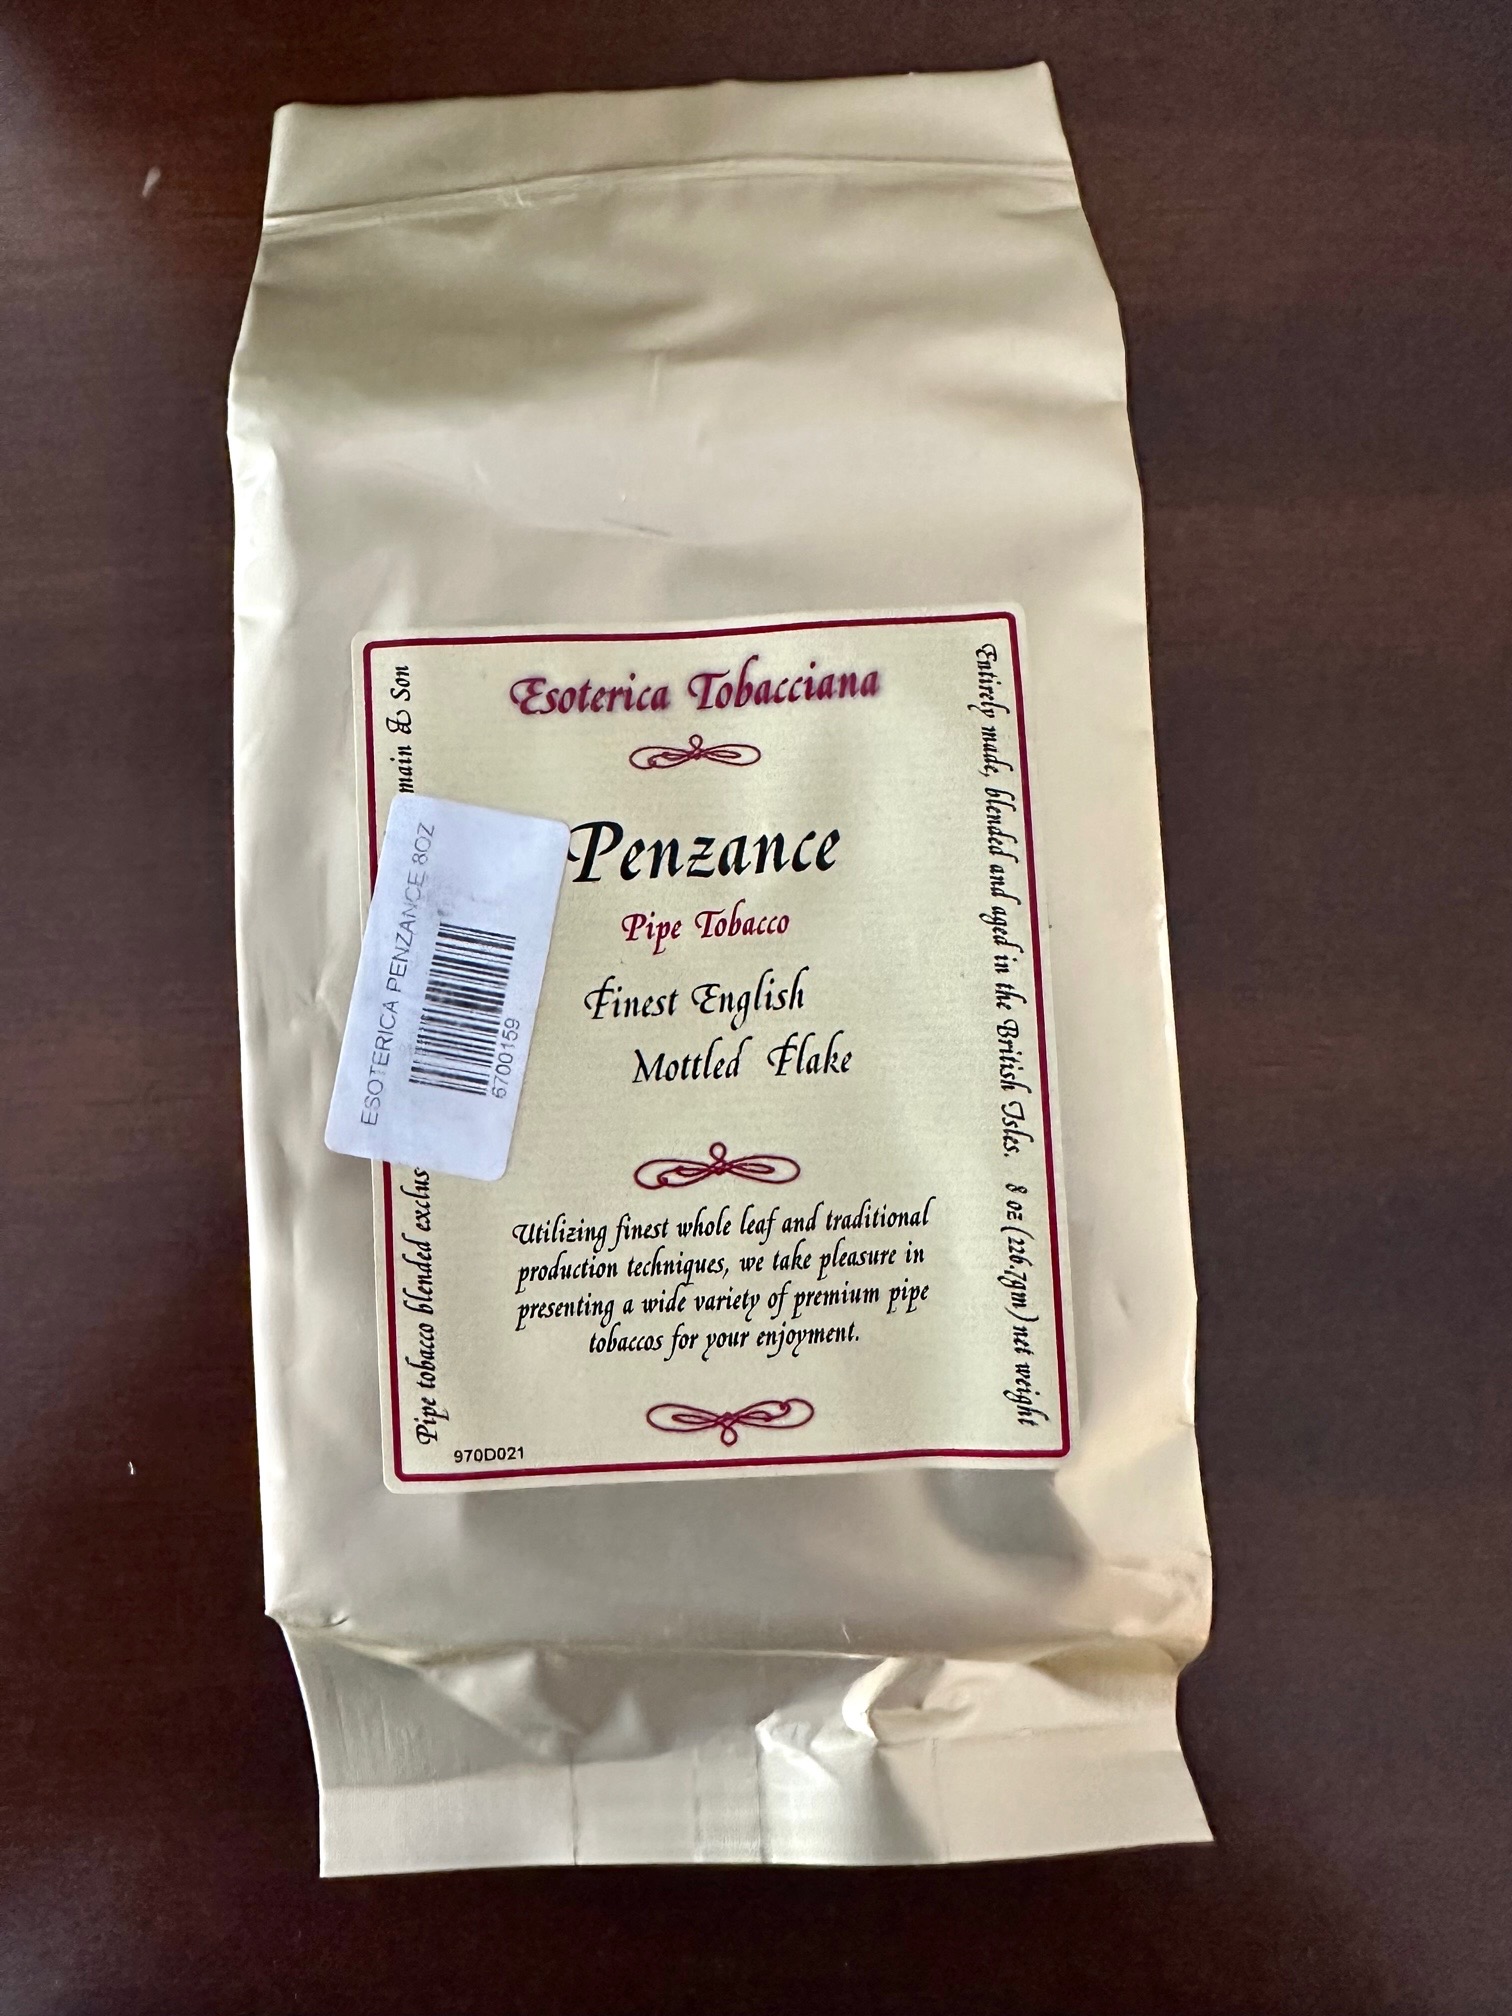 Esoterica Tobacciana
Penzance
Pipe Tobacco
Finest English
Mottled Flake
Utilizing finest whole leaf and traditional
production techniques, we take pleasure in
presenting a wide variety of premium pipe
tobaccos for your enjoyment.
970D021
Pipe tobacco blended exclus
main & Son
Entirely made, blended and aged in the British Isles. 8 oz (226.7gm) net weight
ESOTERICA PENZANCE 8OZ
6700159